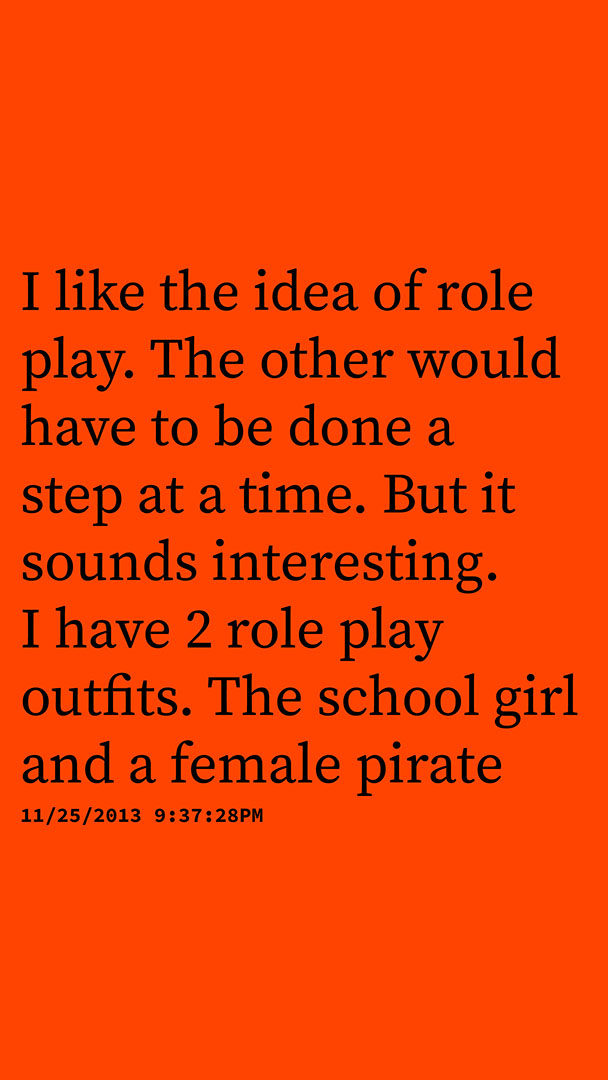 I like the idea of role
play. The other would
have to be done a
step at a time. But it
sounds interesting.
I have 2 role play
outfits. The school girl
and a female pirate
11/25/2013 9:37:28PM